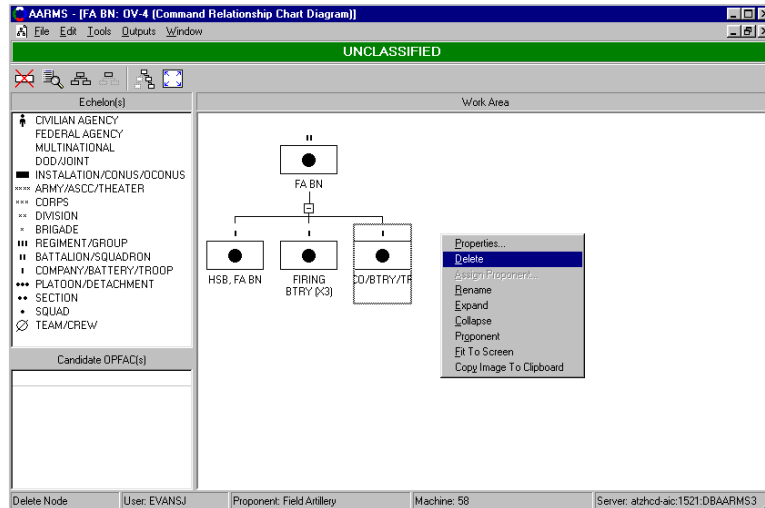 AARMS - [FA BN: OV-4 (Command Relationship Chart Diagram)]
File Edit Tools Outputs Window
UNCLASSIFIED
Echelon(s)
Work Area
CIVILIAN AGENCY
FEDERAL AGENCY
MULTINATIONAL
DOD/JOINT
INSTALATION/CONUS/OCONUS
ARMY/ASCC/THEATER
CORPS
DIVISION
BRIGADE
REGIMENT/GROUP
BATTALION/SQUADRON
COMPANY/BATTERY/TROOP
PLATOON/DETACHMENT
SECTION
SQUAD
TEAM/CREW
FA BN
HSB, FA BN
FIRING
BTRY (X3)
CO/BTRY/TF
Properties...
Delete
Assign Proponent...
Rename
Expand
Collapse
Proponent
Fit To Screen
Copy Image To Clipboard
Candidate OPFAC(s)
Delete Node
User: EVANSJ
Proponent: Field Artillery
Machine: 58
Server: atzhcd-aic:1521:DBAARMS3